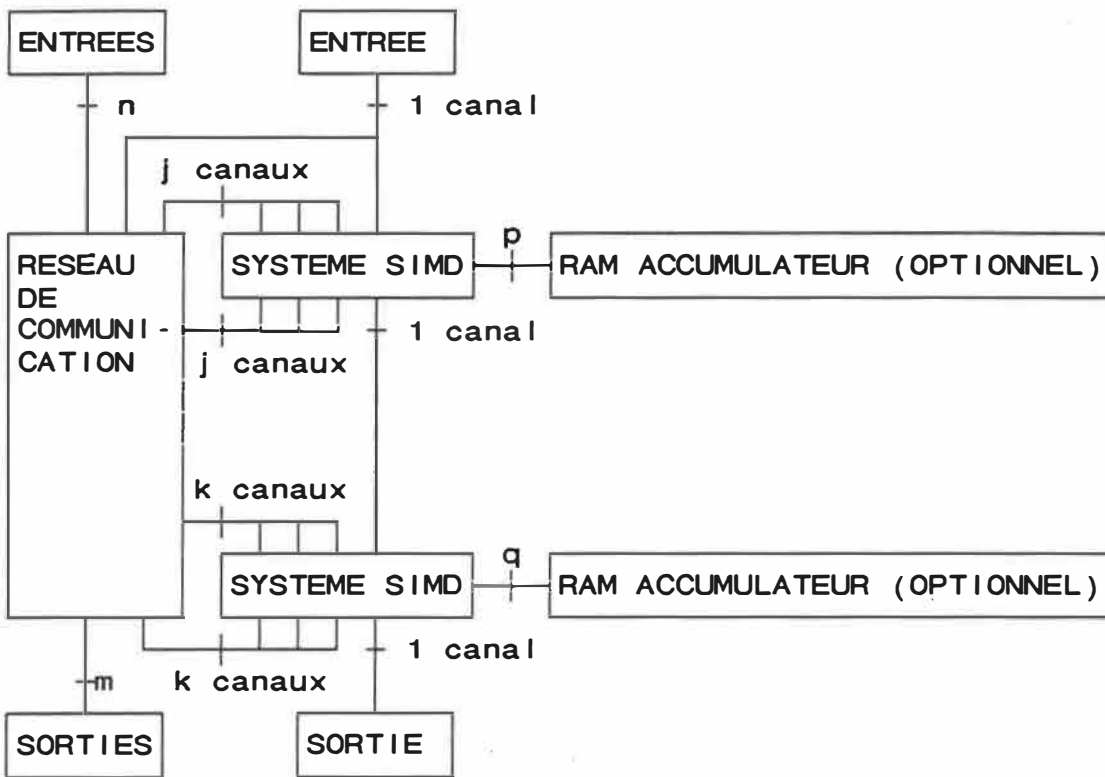 ENTREES
ENTREE
n
1 canal
j canaux
p
RESEAU
DE
COMMUNI-
CATION
SYSTEME SIMD
RAM ACCUMULATEUR (OPTIONNEL)
1 canal
j canaux
k canaux
q
SYSTEME SIMD
RAM ACCUMULATEUR (OPTIONNEL)
1 canal
m
k canaux
SORTIES
SORTIE